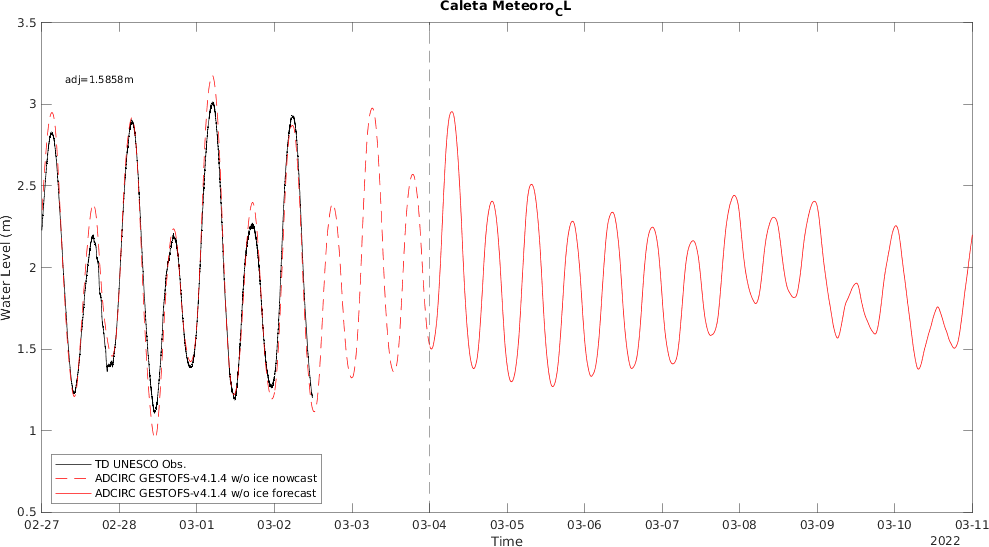 Caleta Meteoro_CL
adj=1.5858m
3.5
3
2.5
2
1.5
1
0.5
Water Level (m)
TD UNESCO Obs.
ADCIRC GESTOFS-v4.1.4 w/o ice nowcast
ADCIRC GESTOFS-v4.1.4 w/o ice forecast
02-27 02-28 03-01 03-02 03-03 03-04 03-05 03-06 03-07 03-08 03-09 03-10 03-11
Time
2022